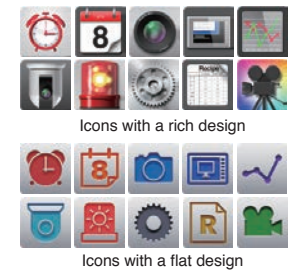 8
Recipe
Icons with a rich design
8
R
Icons with a flat design